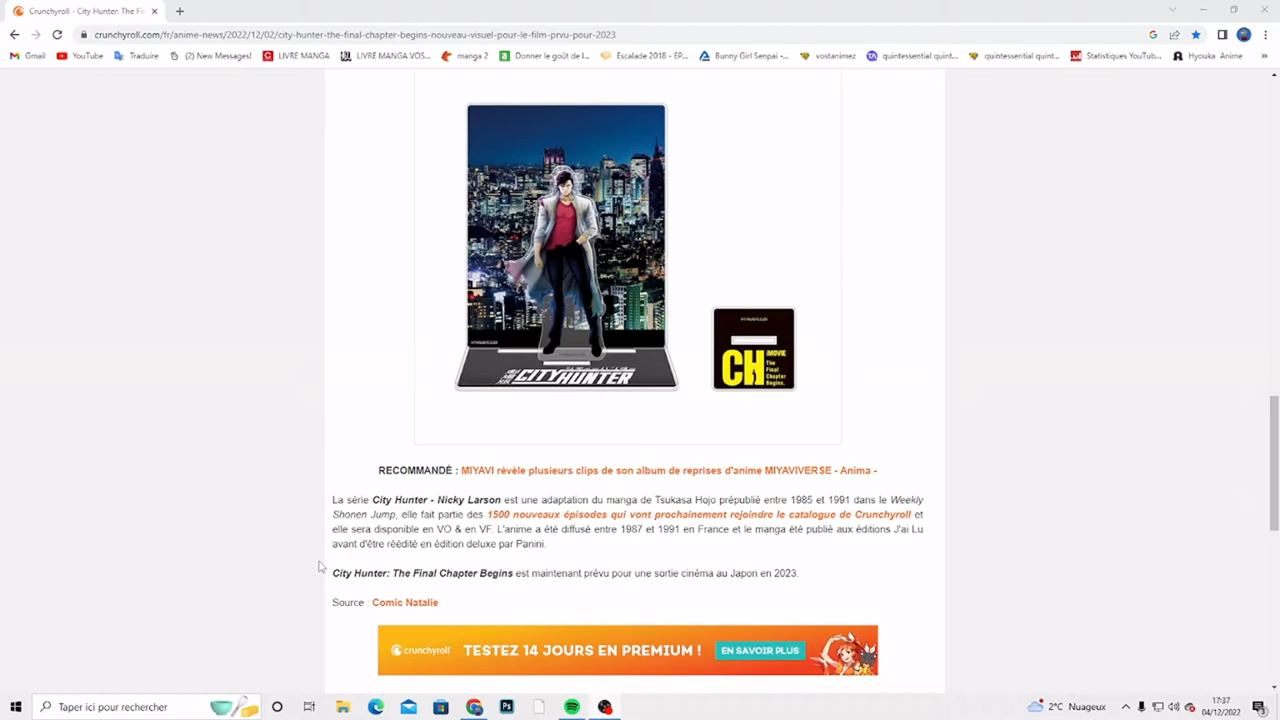 Crunchyroll - City Hunter: The Fi
crunchyroll.com/fr/anime-news/2022/12/02/city-hunter-the-final-chapter-begins-nouveau-visuel-pour-le-film-prvu-pour-2023
Gmail YouTube Traduire (2) New Messages! LIVRE MANGA LIVRE MANGA VOS... manga 2 Donner le goût de l... Escalade 2018 - EP... Bunny Girl Senpai -... vostanimez quintessential quint... quintessential quint... Statistiques YouTub... Hyouka Anime »
CITYHUNTER
CH MOVIE
The
Final
Chapter
Begins.
RECOMMANDÉ : MIYAVI révèle plusieurs clips de son album de reprises d'anime MIYAVIVERSE - Anima -
La série City Hunter - Nicky Larson est une adaptation du manga de Tsukasa Hojo prépublié entre 1985 et 1991 dans le Weekly
Shonen Jump, elle fait partie des 1500 nouveaux épisodes qui vont prochainement rejoindre le catalogue de Crunchyroll et
elle sera disponible en VO & en VF. L'anime a été diffusé entre 1987 et 1991 en France et le manga été publié aux éditions J'ai Lu
avant d'être réédité en édition deluxe par Panini.
City Hunter: The Final Chapter Begins est maintenant prévu pour une sortie cinéma au Japon en 2023.
Source : Comic Natalie
crunchyroll TESTEZ 14 JOURS EN PREMIUM ! EN SAVOIR PLUS
Taper ici pour rechercher Ps 2°C Nuageux 17:37
04/12/2022